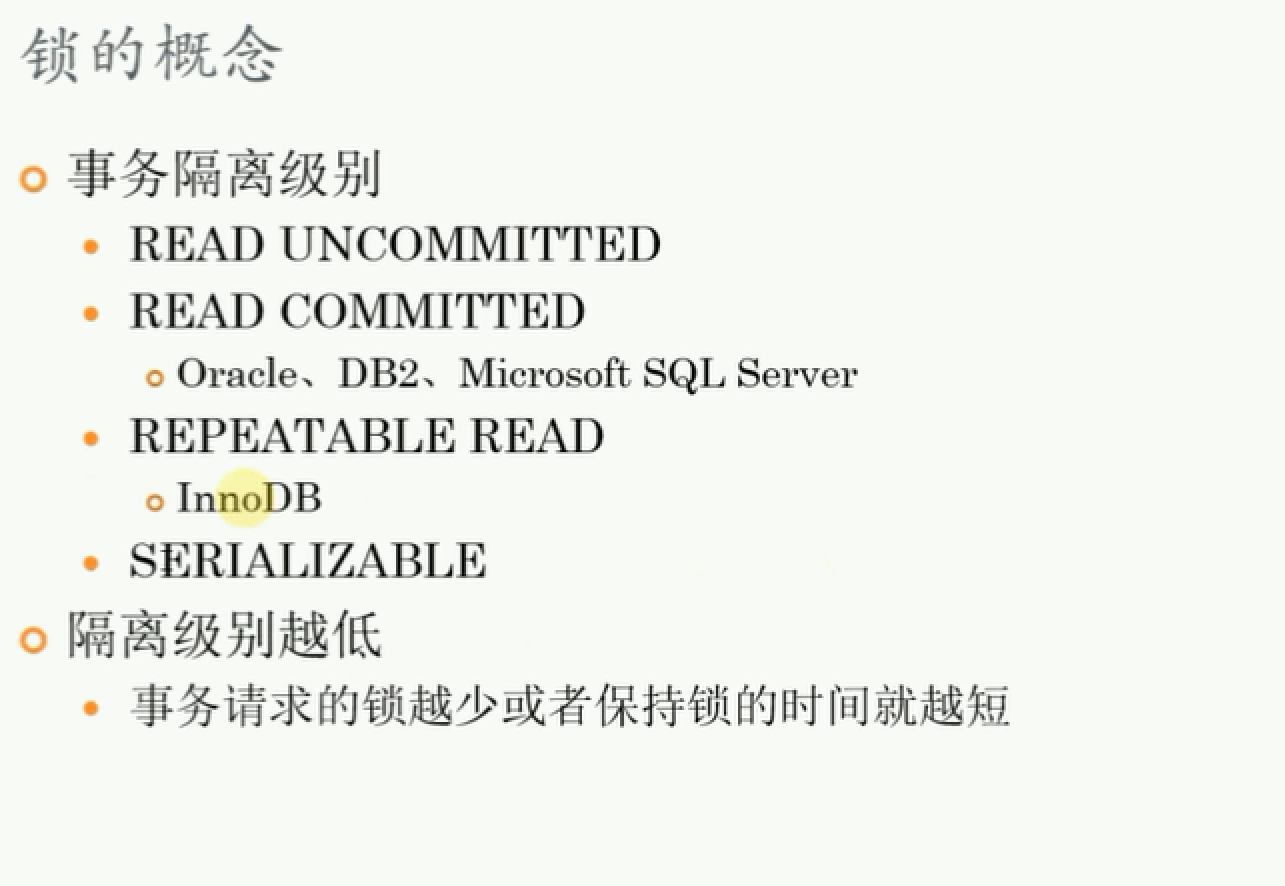 锁的概念
事务隔离级别
READ UNCOMMITTED
READ COMMITTED
Oracle、DB2、Microsoft SQL Server
REPEATABLE READ
InnoDB
SERIALIZABLE
隔离级别越低
事务请求的锁越少或者保持锁的时间就越短